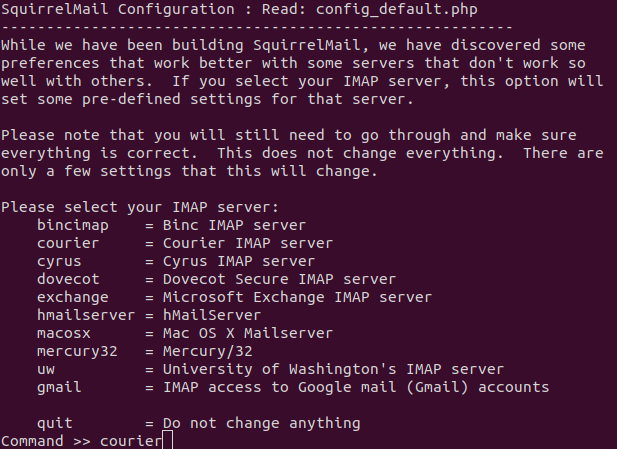 SquirrelMail Configuration : Read: config_default.php
---------------------------------------------------------
While we have been building SquirrelMail, we have discovered some
preferences that work better with some servers that don't work so
well with others.  If you select your IMAP server, this option will
set some pre-defined settings for that server.

Please note that you will still need to go through and make sure
everything is correct.  This does not change everything.  There are
only a few settings that this will change.

Please select your IMAP server:
    bincimap    = Binc IMAP server
    courier     = Courier IMAP server
    cyrus       = Cyrus IMAP server
    dovecot     = Dovecot Secure IMAP server
    exchange    = Microsoft Exchange IMAP server
    hmailserver = hMailServer
    macosx      = Mac OS X Mailserver
    mercury32   = Mercury/32
    uw          = University of Washington's IMAP server
    gmail       = IMAP access to Google mail (Gmail) accounts

    quit        = Do not change anything
Command >> courier